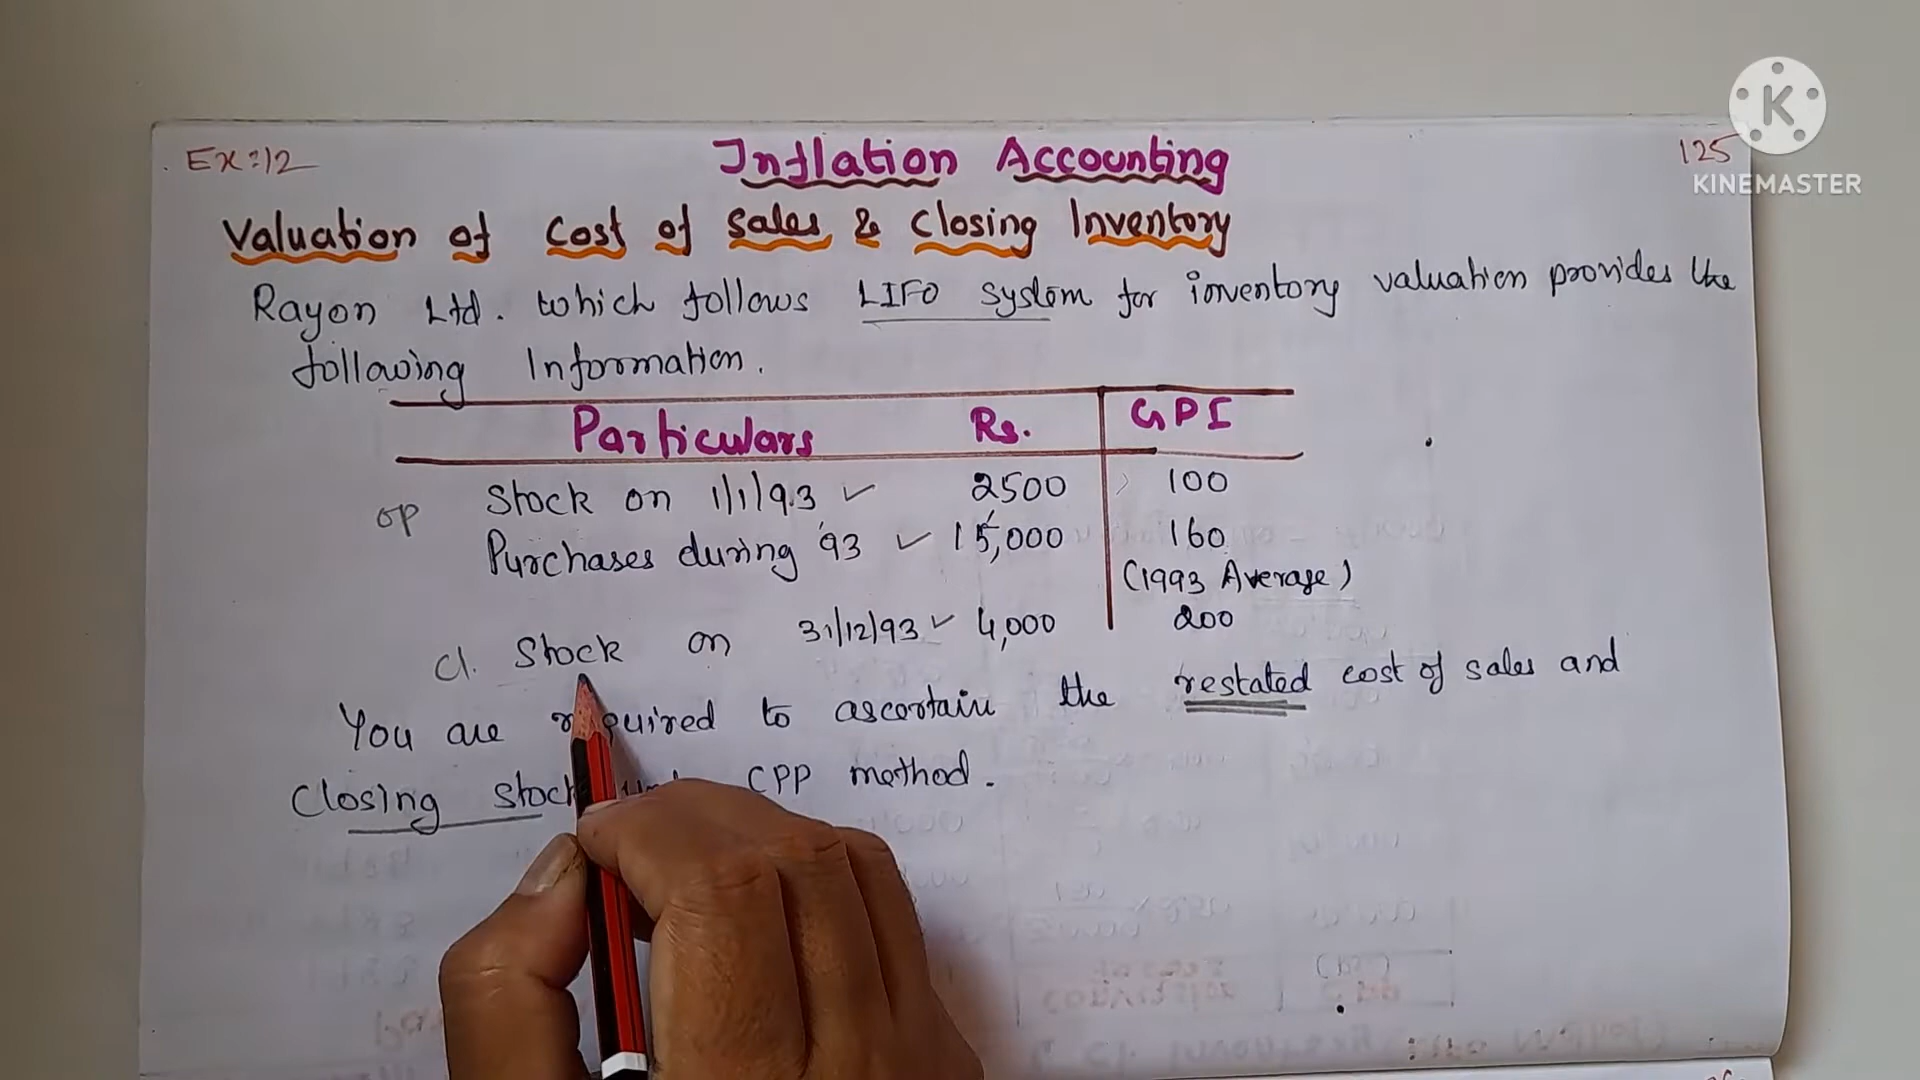 Ex:12
Inflation Accounting
125
KINEMASTER
Valuation of Cost of Sales & Closing Inventory
Rayon Ltd. which follows LIFO system for inventory valuation provides the
following Information.
Particulars Rs. GPI
op Stock on 1/1/93 ✓ 2500 100
Purchases during '93 ✓ 15,000 160
(1993 Average)
Cl. Stock on 31/12/93 ✓ 4,000 200
You are required to ascertain the restated cost of sales and
Closing stock CPP method.